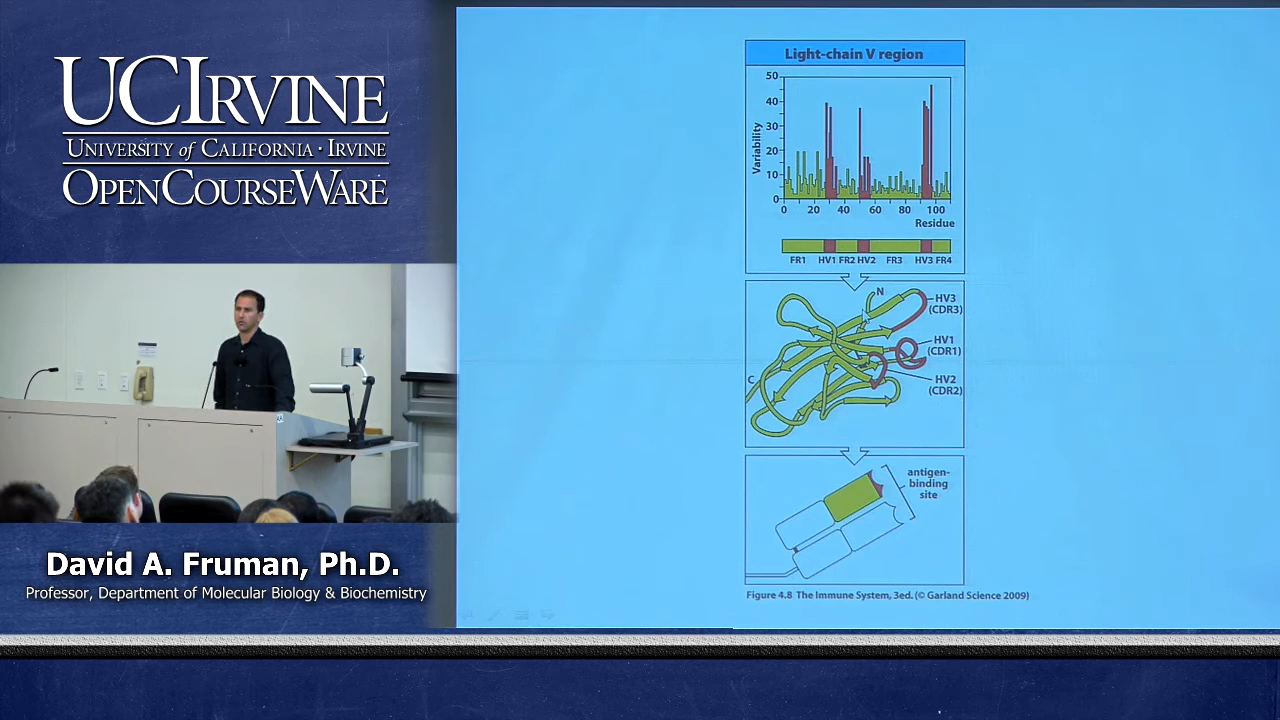 UCIRVINE
UNIVERSITY of CALIFORNIA · IRVINE
OPENCOURSEWARE
David A. Fruman, Ph.D.
Professor, Department of Molecular Biology & Biochemistry
Light-chain V region
Variability
50
40
30
20
10
0
0 20 40 60 80 100
Residue
FR1 HV1 FR2 HV2 FR3 HV3 FR4
N
HV3
(CDR3)
HV1
(CDR1)
HV2
(CDR2)
C
antigen-
binding
site
Figure 4.8 The Immune System, 3ed. (© Garland Science 2009)